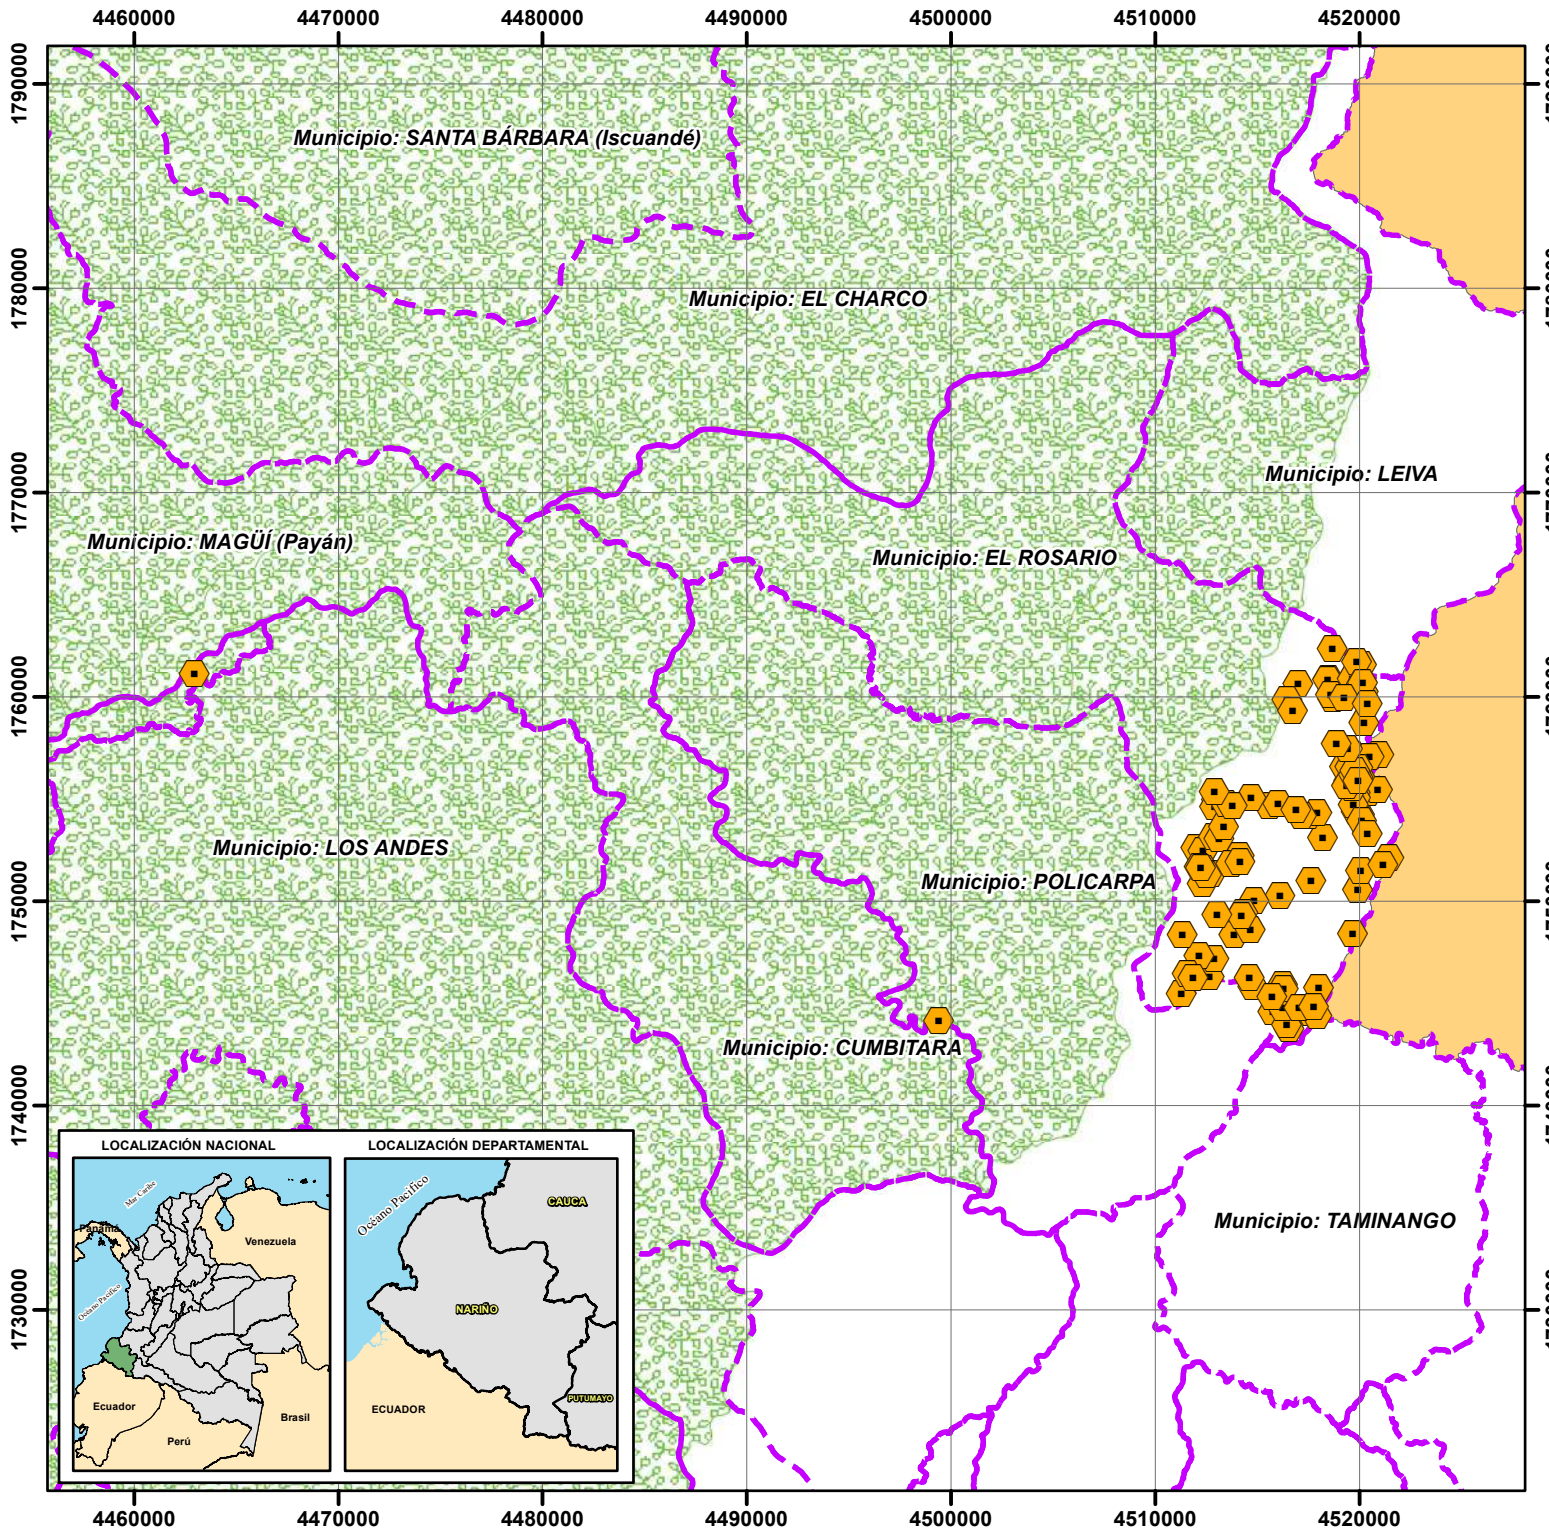 4460000 4470000 4480000 4490000 4500000 4510000 4520000
1790000
Municipio: SANTA BÁRBARA (Iscuandé)
1780000
Municipio: EL CHARCO
1770000
Municipio: LEIVA
Municipio: MAGÜÍ (Payán)
Municipio: EL ROSARIO
1760000
Municipio: LOS ANDES
Municipio: POLICARPA
1750000
Municipio: CUMBITARA
1740000
Municipio: TAMINANGO
1730000
LOCALIZACIÓN NACIONAL
Mar Caribe
Panamá
Venezuela
Océano Pacífico
Ecuador
Perú
Brasil
LOCALIZACIÓN DEPARTAMENTAL
Océano Pacífico
CAUCA
NARIÑO
PUTUMAYO
ECUADOR
4460000 4470000 4480000 4490000 4500000 4510000 4520000